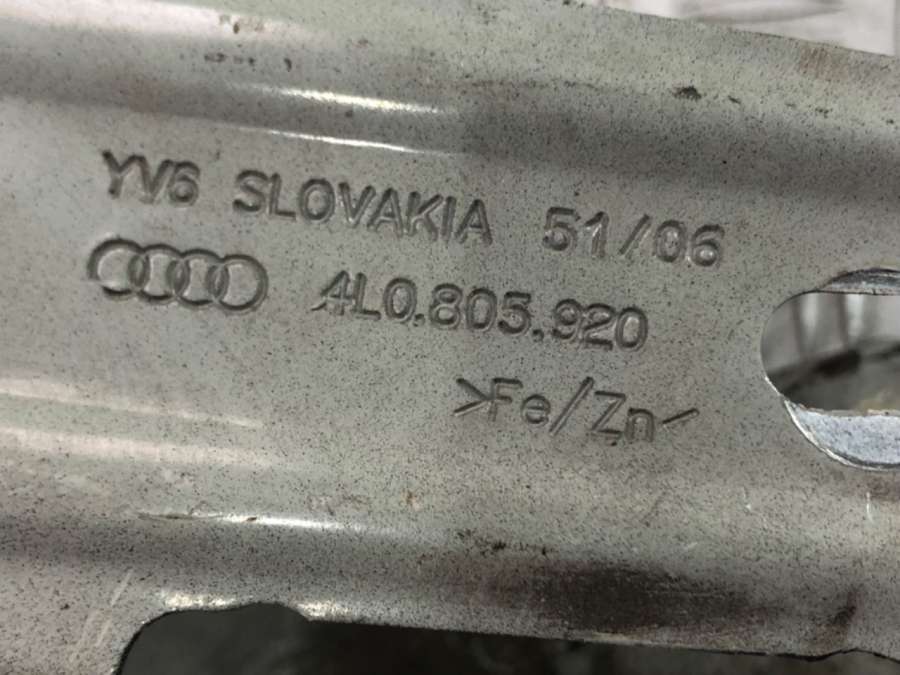 YV6 SLOVAKIA 51/06
4L0.805.920
>Fe/Zn<